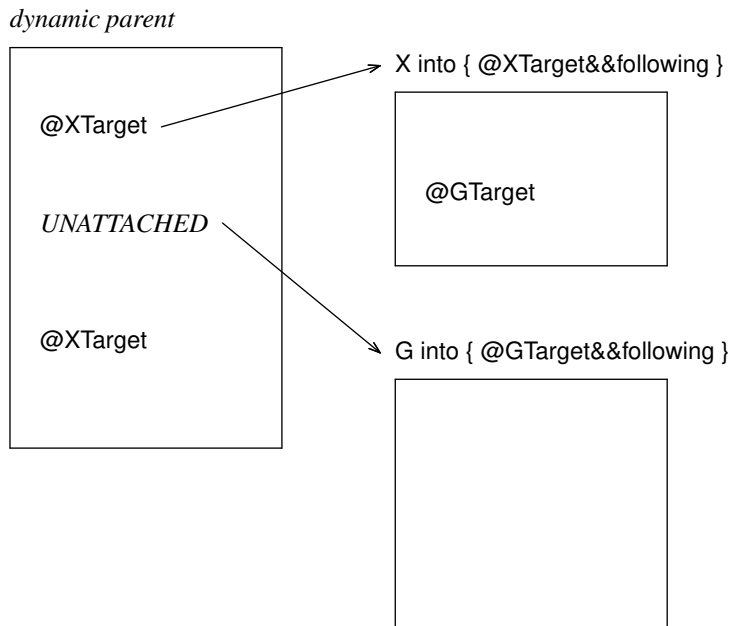 dynamic parent
X into { @XTarget&&following }
@XTarget
@GTarget
UNATTACHED
@XTarget
G into { @GTarget&&following }